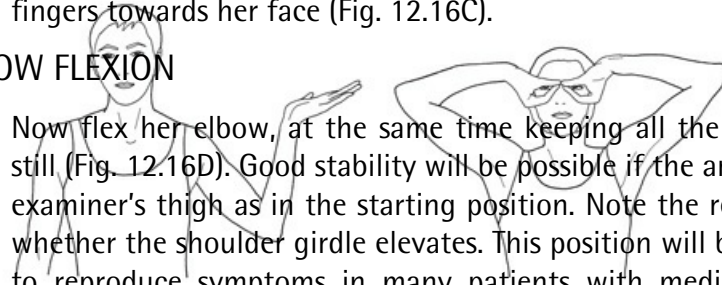 fingers towards her face (Fig. 12.16C).
OW FLEXION
Now flex her elbow, at the same time keeping all the
still (Fig. 12.16D). Good stability will be possible if the ar
examiner's thigh as in the starting position. Note the re
whether the shoulder girdle elevates. This position will b
to reproduce symptoms in many patients with medi